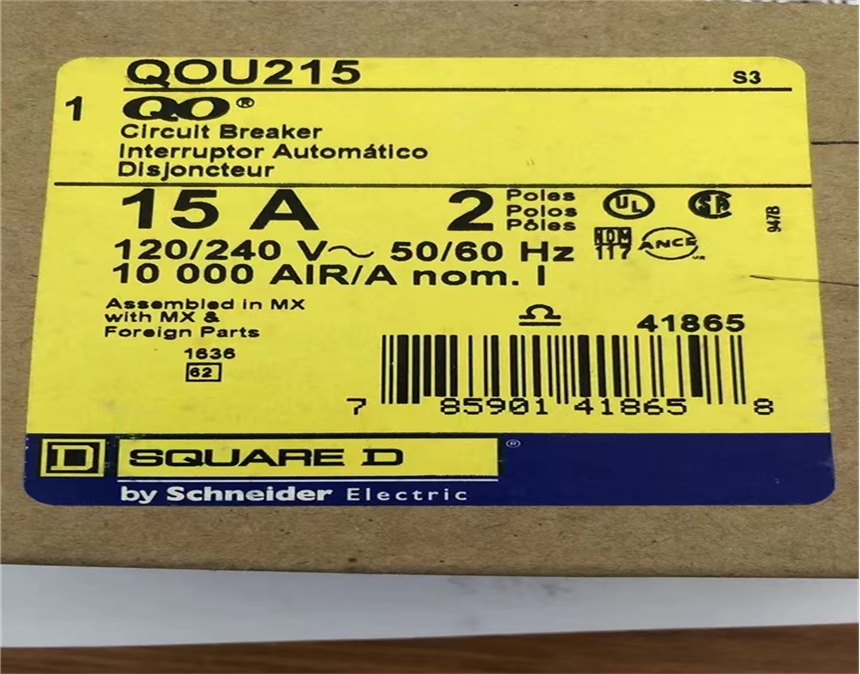 QOU215
S3
1 QO®
Circuit Breaker
Interruptor Automático
Disjoncteur
15 A 2 Poles
Polos
Pôles
UL
SA
947B
120/240 V~ 50/60 Hz
NOM
117
ANCE
10 000 AIR/A nom. I
Assembled in MX
with MX &
Foreign Parts
1636
62
41865
7 85901 41865 8
D SQUARE D ®
by Schneider Electric